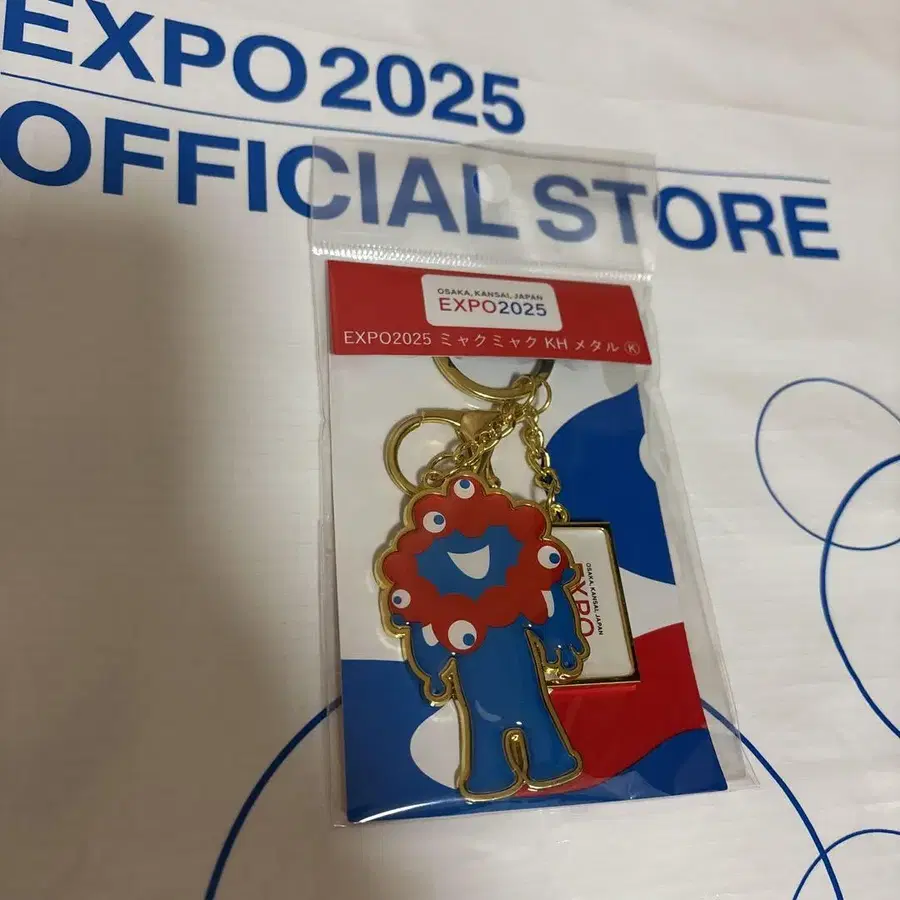 EXPO2025
OFFICIAL STORE
OSAKA, KANSAI, JAPAN
EXPO2025
EXPO2025 ミャクミャク KH メタル Ⓚ
OSAKA, KANSAI, JAPAN
EXPO